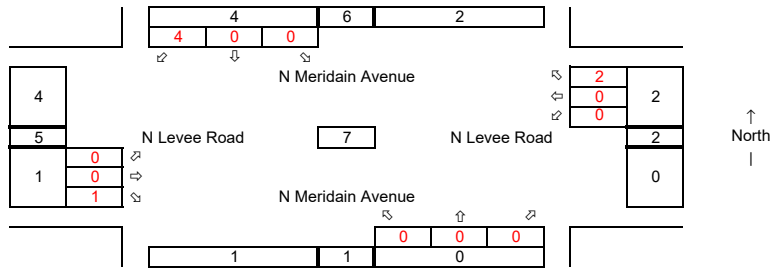 4 6 2
4 0 0
↙ ⇩ ↘
N Meridain Avenue
↖ 2
4 ⇦ 0 2
↙ 0
5 N Levee Road 7 N Levee Road 2
↑
North
|
0 ↗
1 0 ⇨ 0
1 ↘
N Meridain Avenue
↖ ⇧ ↗
0 0 0
1 1 0